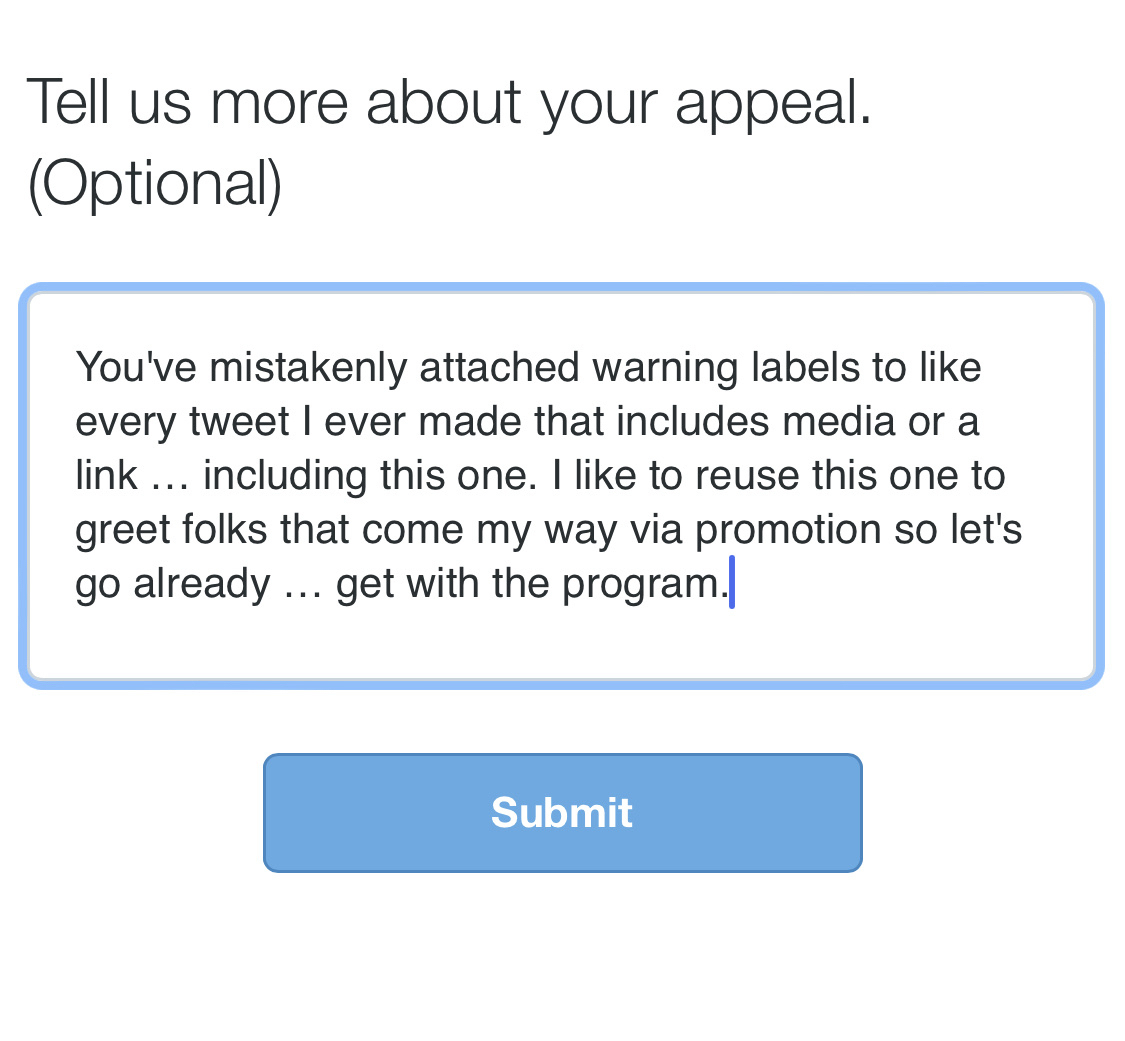 Tell us more about your appeal.
(Optional)
You've mistakenly attached warning labels to like
every tweet I ever made that includes media or a
link … including this one. I like to reuse this one to
greet folks that come my way via promotion so let's
go already … get with the program.
Submit